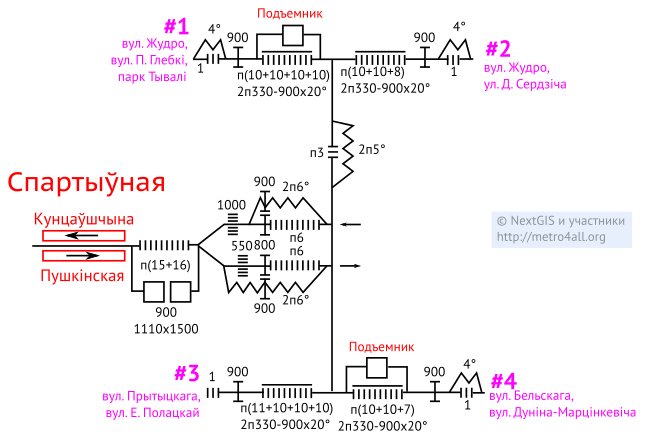 Подъемник
#1
4°
900
вул. Жудро,
вул. П. Глебкі,
парк Тывалі
1
п(10+10+10+10)
2п330-900х20°
п(10+10+8)
2п330-900х20°
900
4°
1
#2
вул. Жудро,
ул. Д. Сердзіча
п3
2п5°
Спартыўная
Кунцаўшчына
Пушкінская
п(15+16)
900
1110х1500
1000
900
2п6°
п6
п6
550
800
900
2п6°
© NextGIS и участники
http://metro4all.org
#3
вул. Прытыцкага,
вул. Е. Полацкай
1
900
п(11+10+10+10)
2п330-900х20°
Подъемник
п(10+10+7)
2п330-900х20°
900
4°
1
#4
вул. Бельскага,
вул. Дуніна-Марцінкевіча